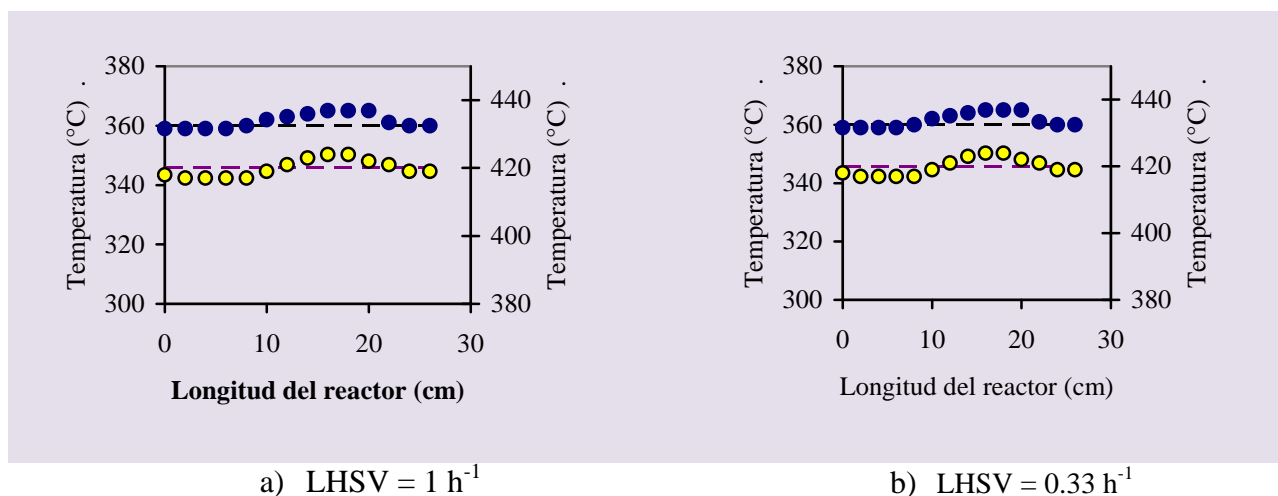 Temperatura (°C) .
380
360
340
320
300
0 10 20 30
Longitud del reactor (cm)
440
420
400
380
Temperatura (°C) .
a) LHSV = 1 h-1
Temperatura (°C) .
380
360
340
320
300
0 10 20 30
Longitud del reactor (cm)
440
420
400
380
Temperatura (°C) .
b) LHSV = 0.33 h-1